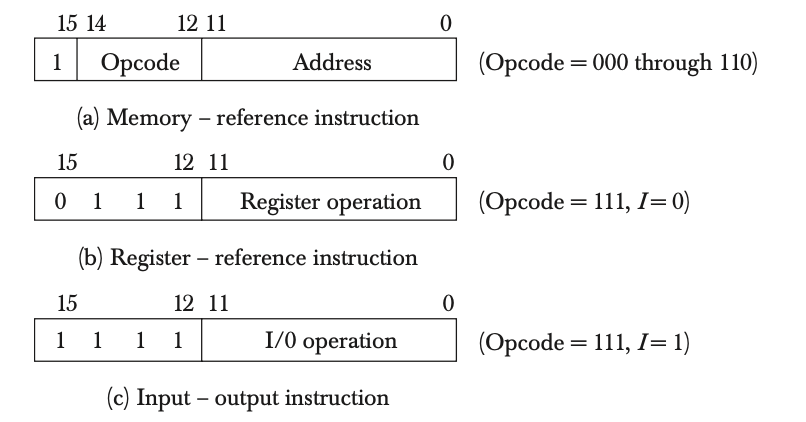 15 14 12 11 0
1 Opcode Address (Opcode = 000 through 110)
(a) Memory – reference instruction
15 12 11 0
0 1 1 1 Register operation (Opcode = 111, I = 0)
(b) Register – reference instruction
15 12 11 0
1 1 1 1 I/0 operation (Opcode = 111, I = 1)
(c) Input – output instruction